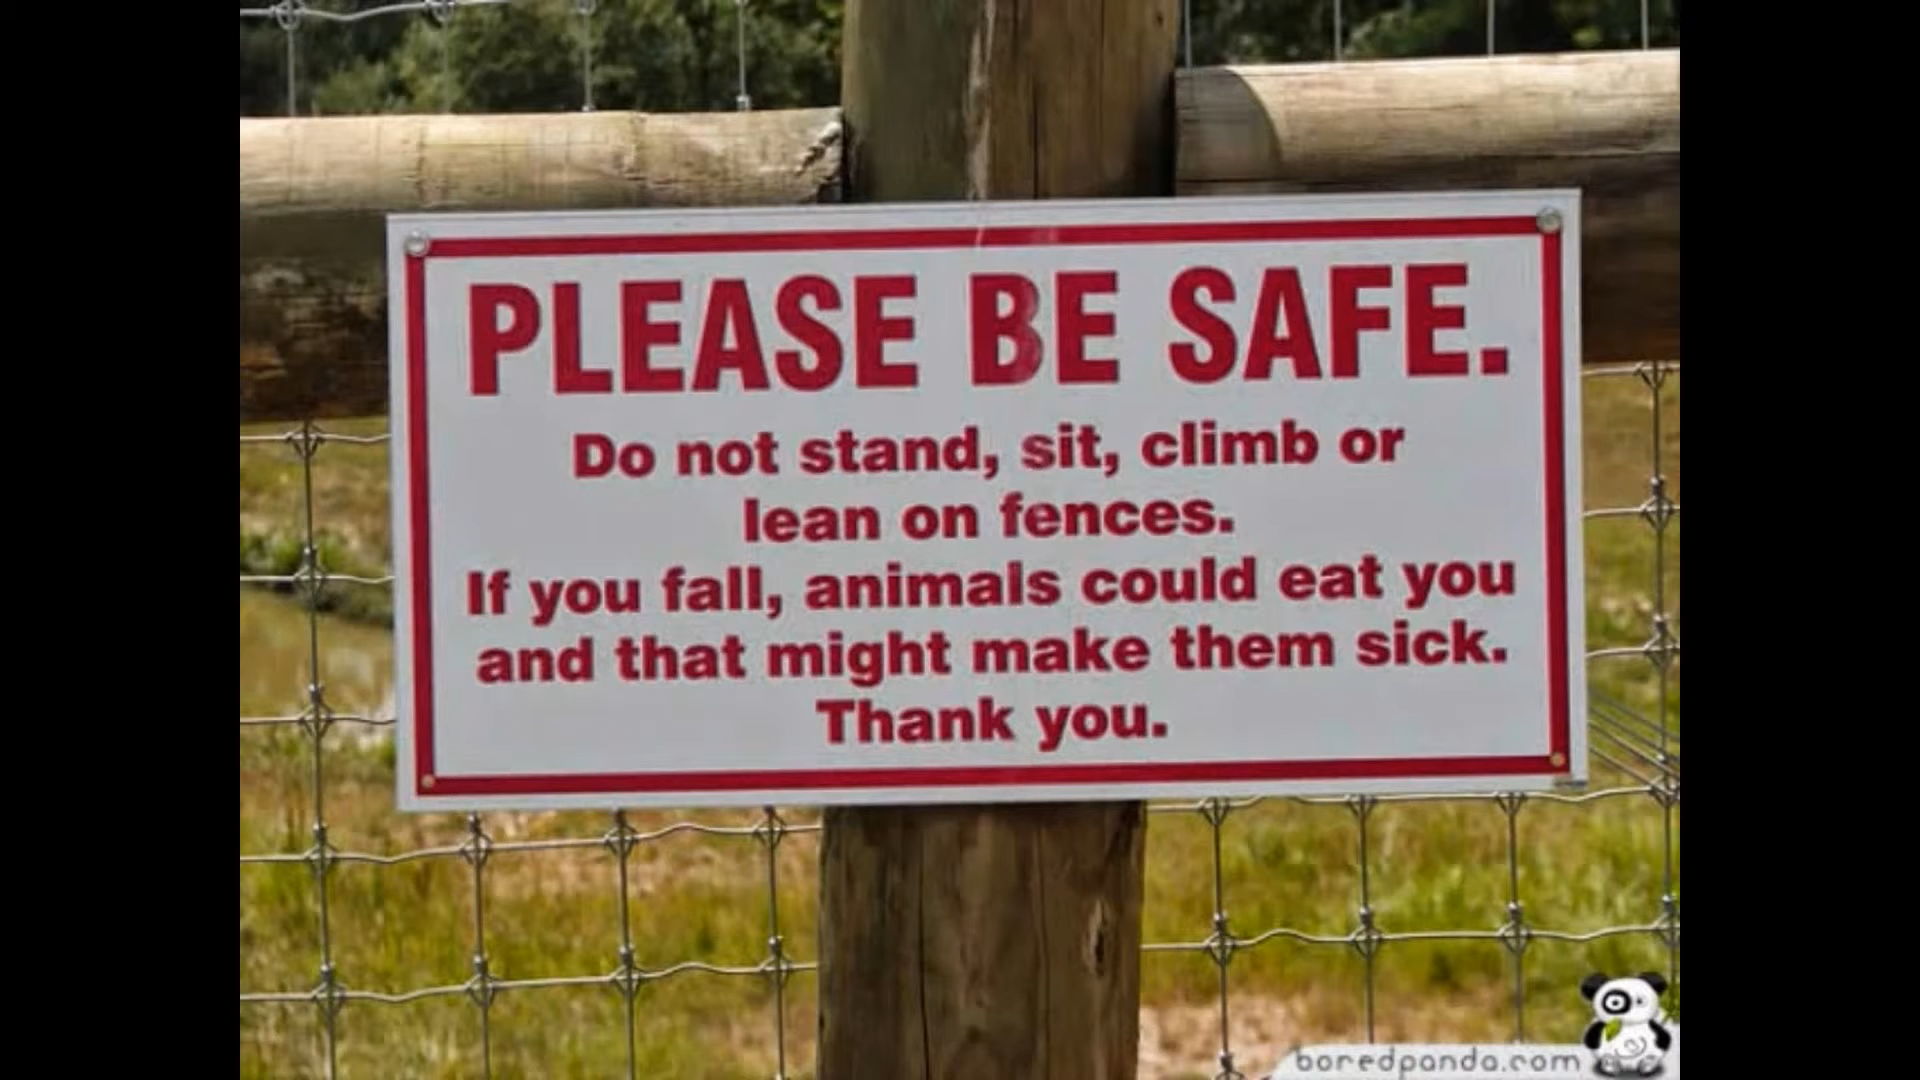 PLEASE BE SAFE.
Do not stand, sit, climb or
lean on fences.
If you fall, animals could eat you
and that might make them sick.
Thank you.
boredpanda.com